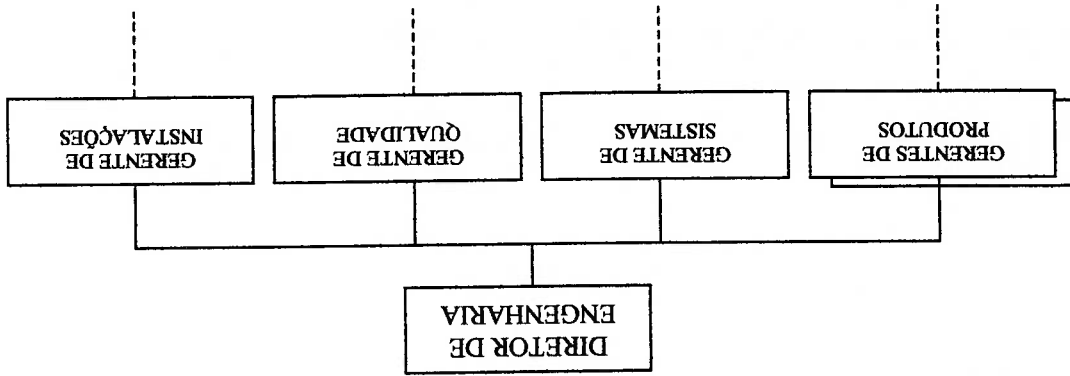 DIRETOR DE
ENGENHARIA
GERENTES DE
PRODUTOS
GERENTE DE
SISTEMAS
GERENTE DE
QUALIDADE
GERENTE DE
INSTALAÇÕES